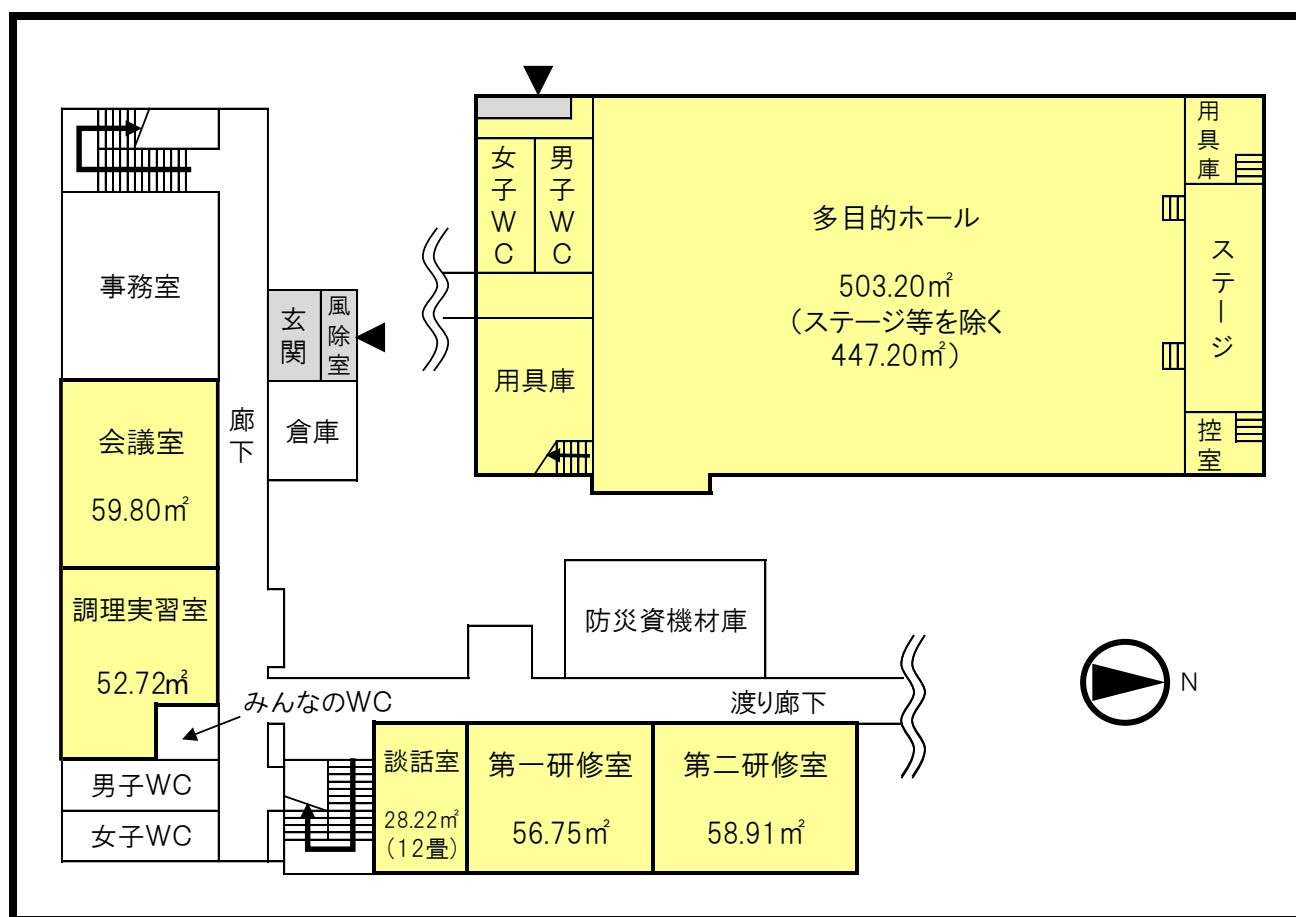 事務室
玄関
風除室
倉庫
廊下
会議室
59.80㎡
調理実習室
52.72㎡
みんなのWC
男子WC
女子WC
女子WC
男子WC
用具庫
多目的ホール
503.20㎡
（ステージ等を除く
447.20㎡）
用具庫
ステージ
控室
防災資機材庫
渡り廊下
談話室
28.22㎡
（12畳）
第一研修室
56.75㎡
第二研修室
58.91㎡
N